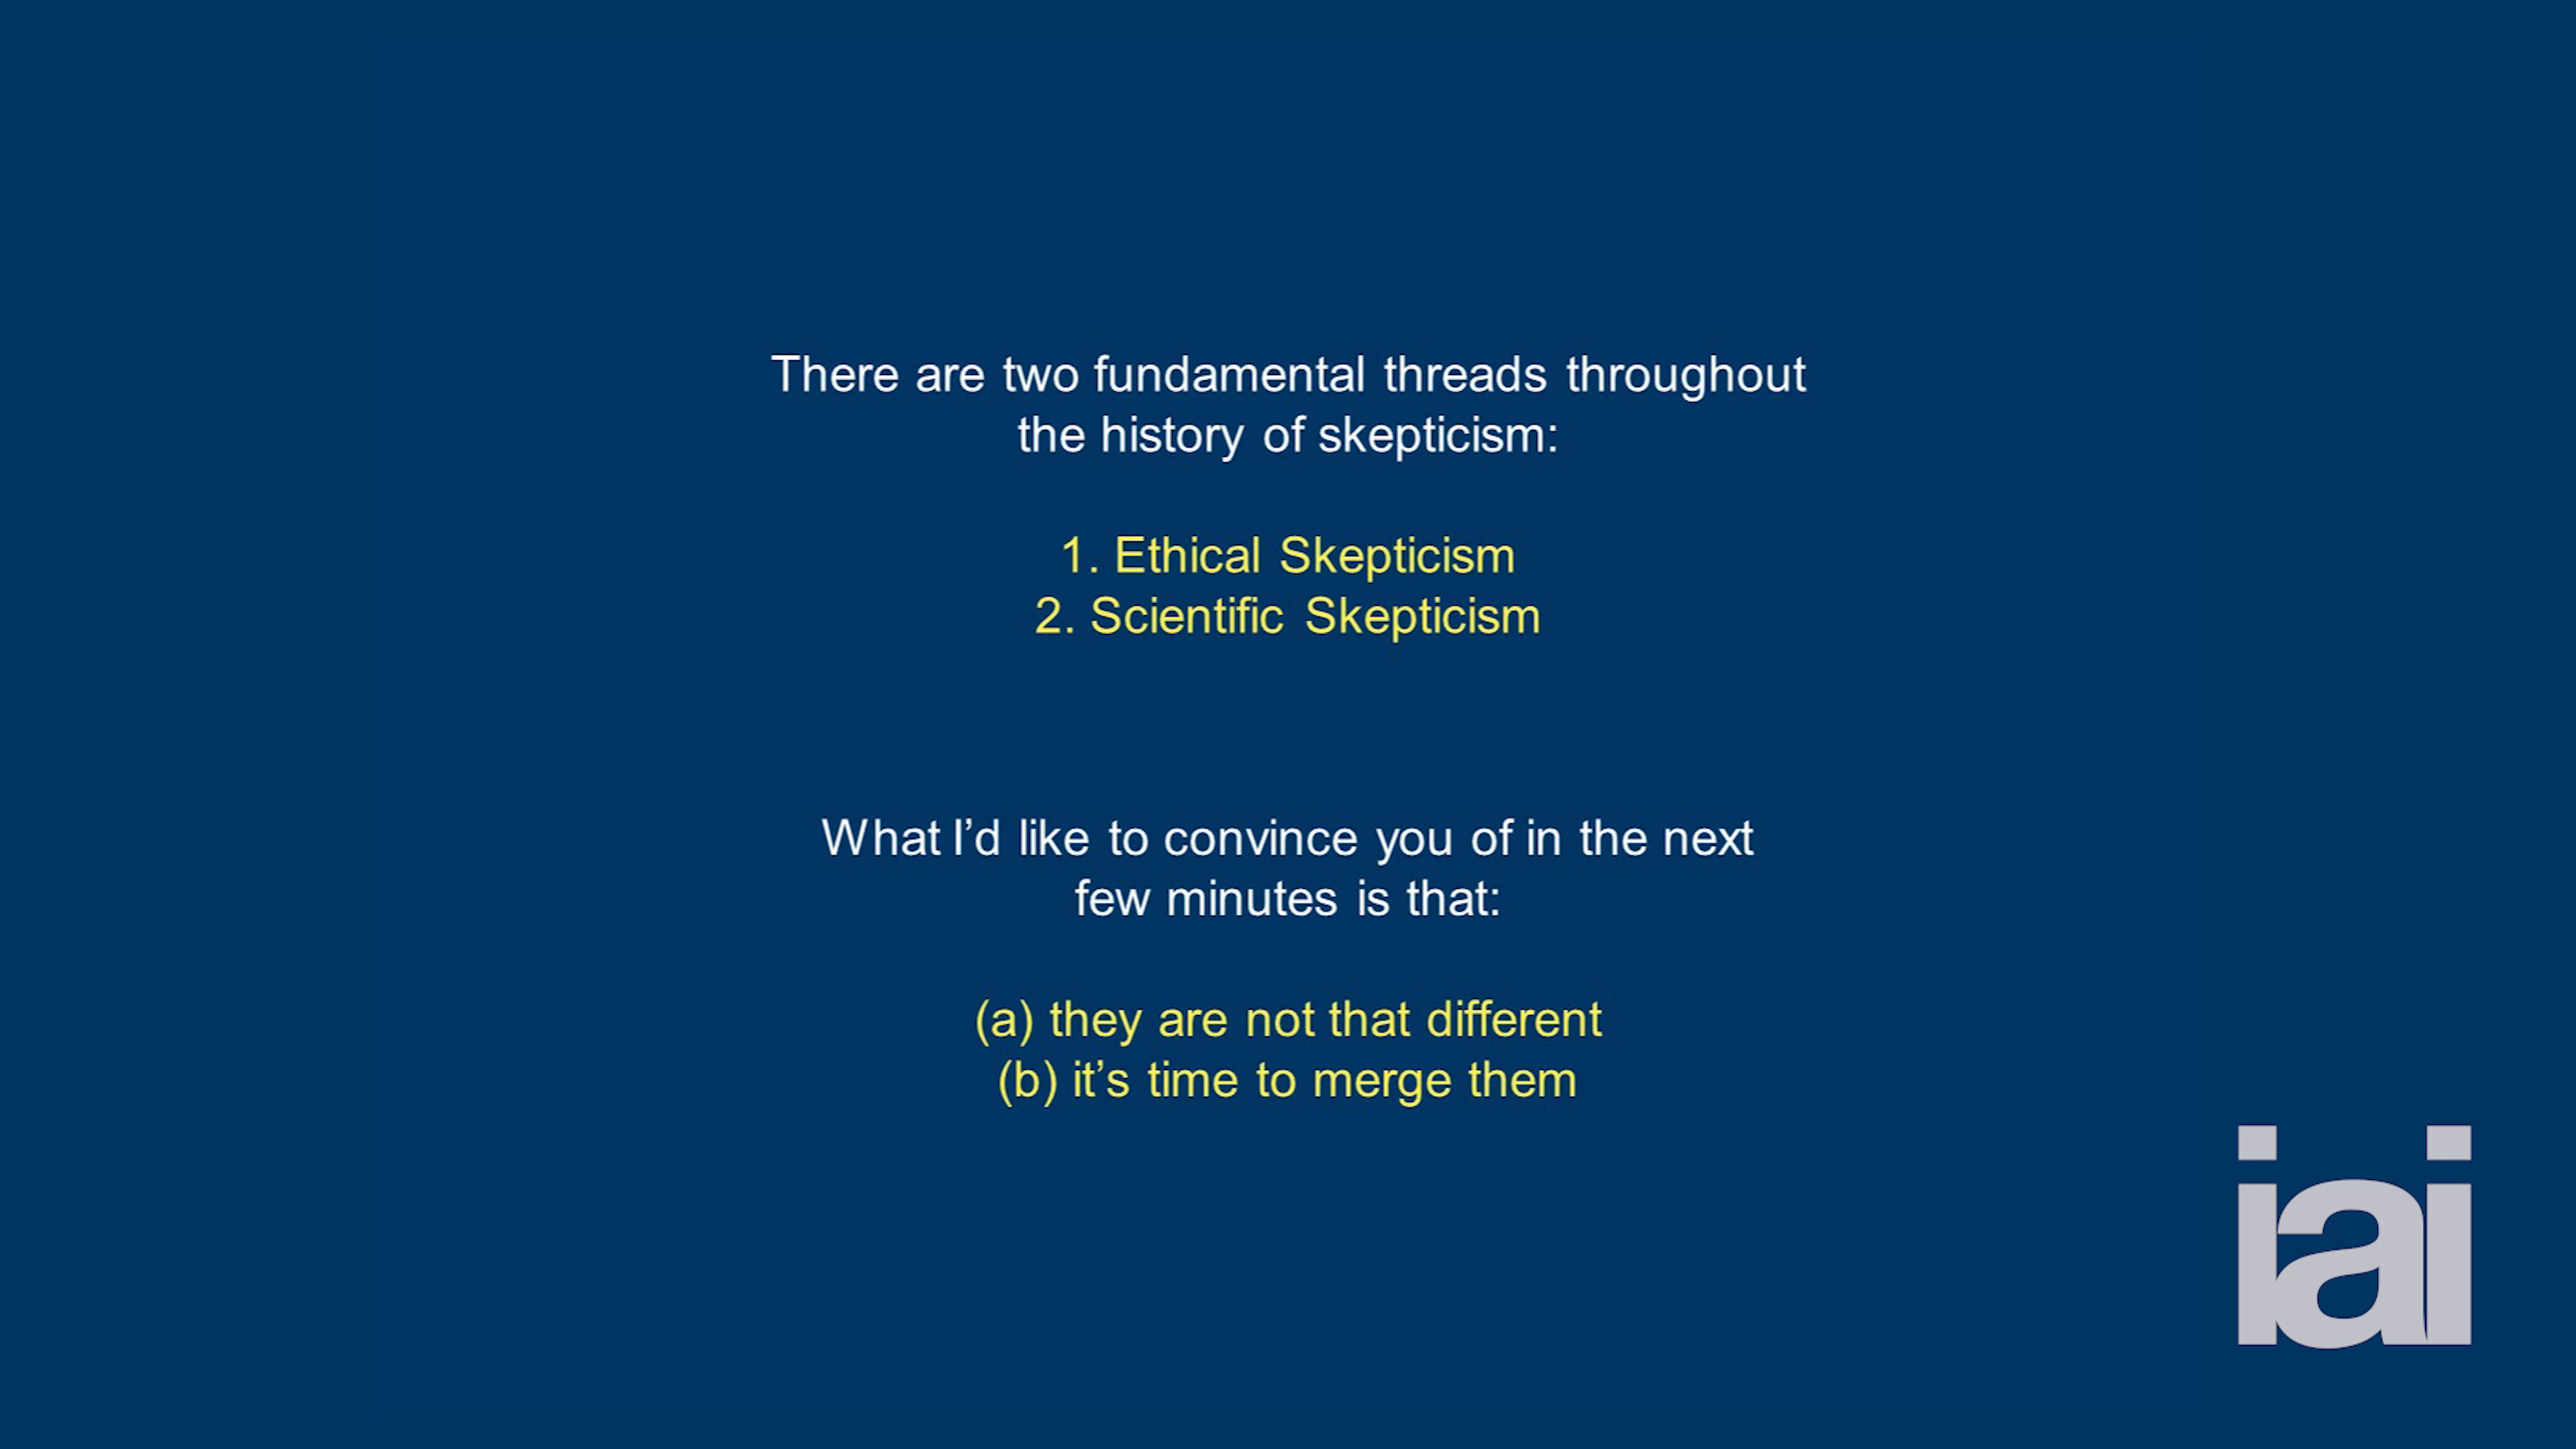 There are two fundamental threads throughout
the history of skepticism:
1. Ethical Skepticism
2. Scientific Skepticism
What I’d like to convince you of in the next
few minutes is that:
(a) they are not that different
(b) it’s time to merge them
iai